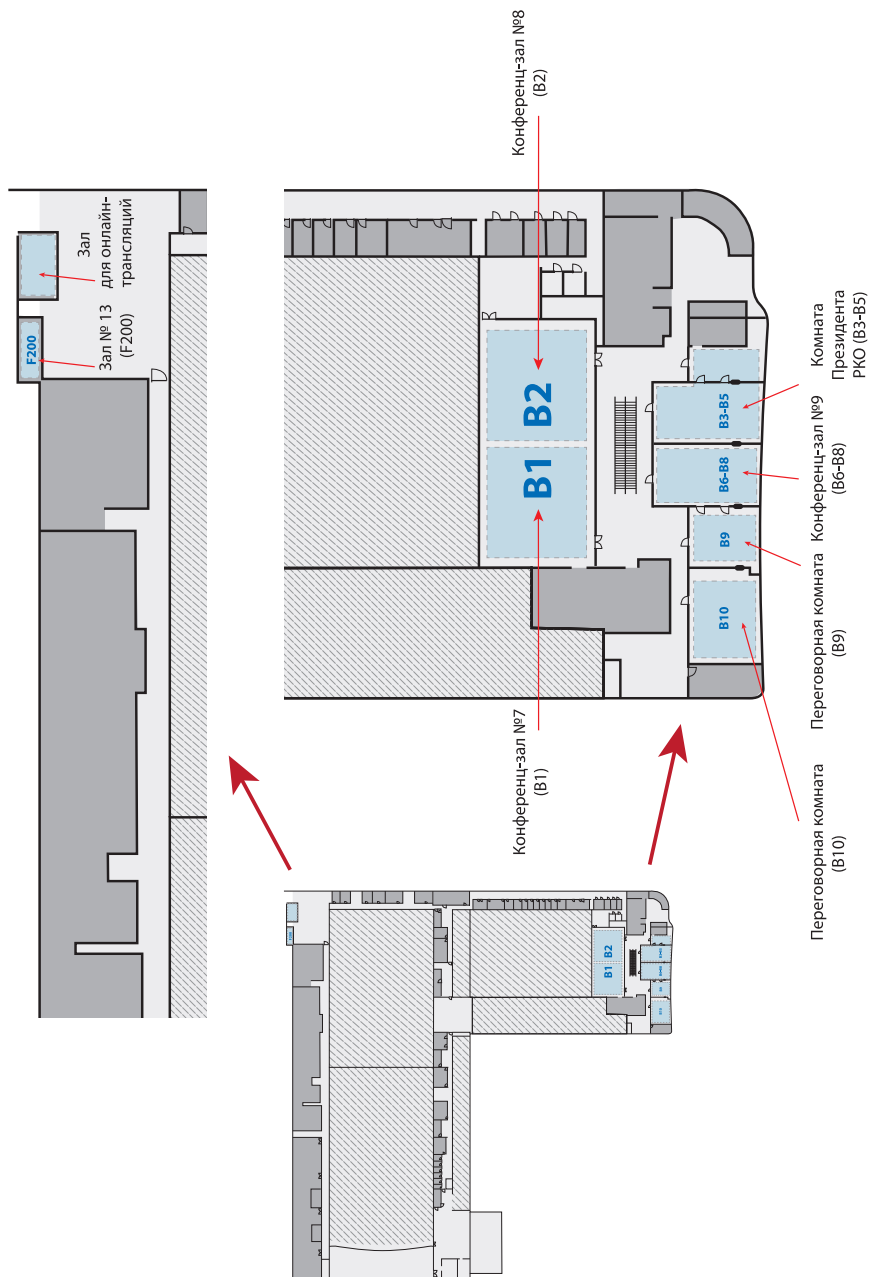 Зал
для онлайн-
трансляций
F200
Зал № 13
(F200)
Конференц-зал №8
(B2)
B2
B1
Конференц-зал №7
(B1)
B3-B5
B6-B8
B9
B10
Комната
Президента
РКО (B3-B5)
Конференц-зал №9
(B6-B8)
Переговорная комната
(B9)
Переговорная комната
(B10)
B1
B2